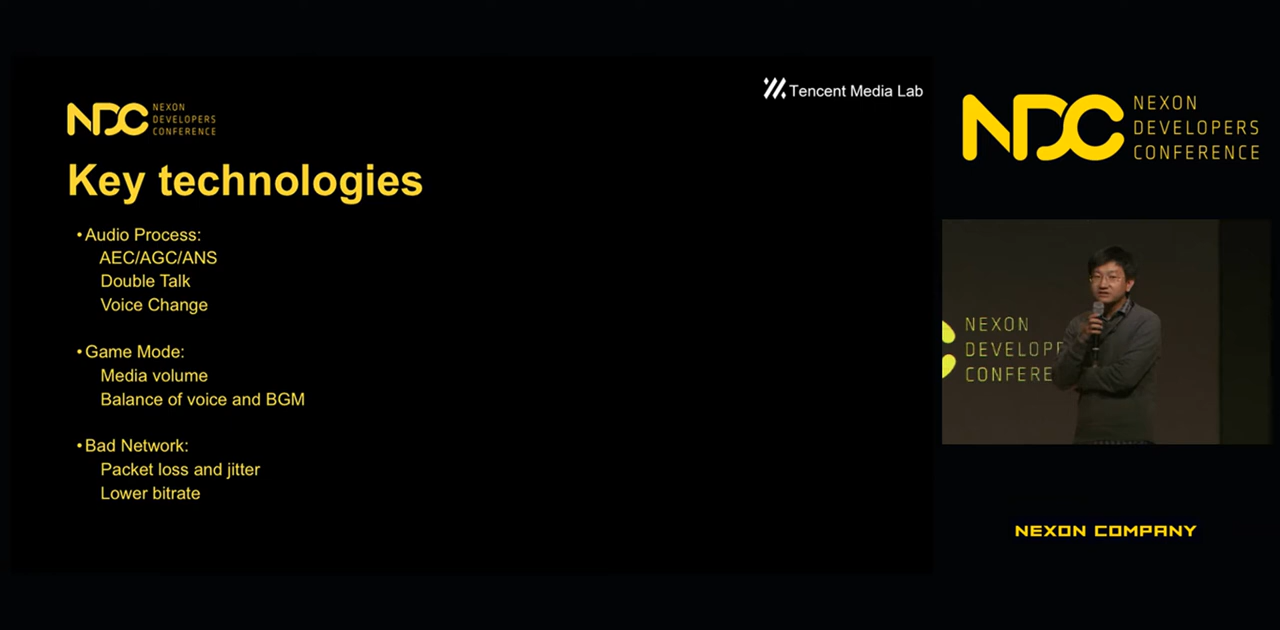 Tencent Media Lab
NDC NEXON
DEVELOPERS
CONFERENCE
Key technologies
• Audio Process:
AEC/AGC/ANS
Double Talk
Voice Change
• Game Mode:
Media volume
Balance of voice and BGM
• Bad Network:
Packet loss and jitter
Lower bitrate
NDC NEXON
DEVELOPERS
CONFERENCE
C NEXON
DEVELOP
CONFERE
NEXON COMPANY